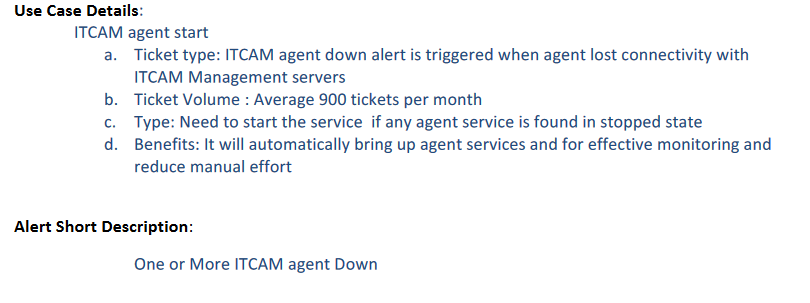 Use Case Details:
ITCAM agent start
a. Ticket type: ITCAM agent down alert is triggered when agent lost connectivity with
ITCAM Management servers
b. Ticket Volume : Average 900 tickets per month
c. Type: Need to start the service  if any agent service is found in stopped state
d. Benefits: It will automatically bring up agent services and for effective monitoring and
reduce manual effort
Alert Short Description:
One or More ITCAM agent Down